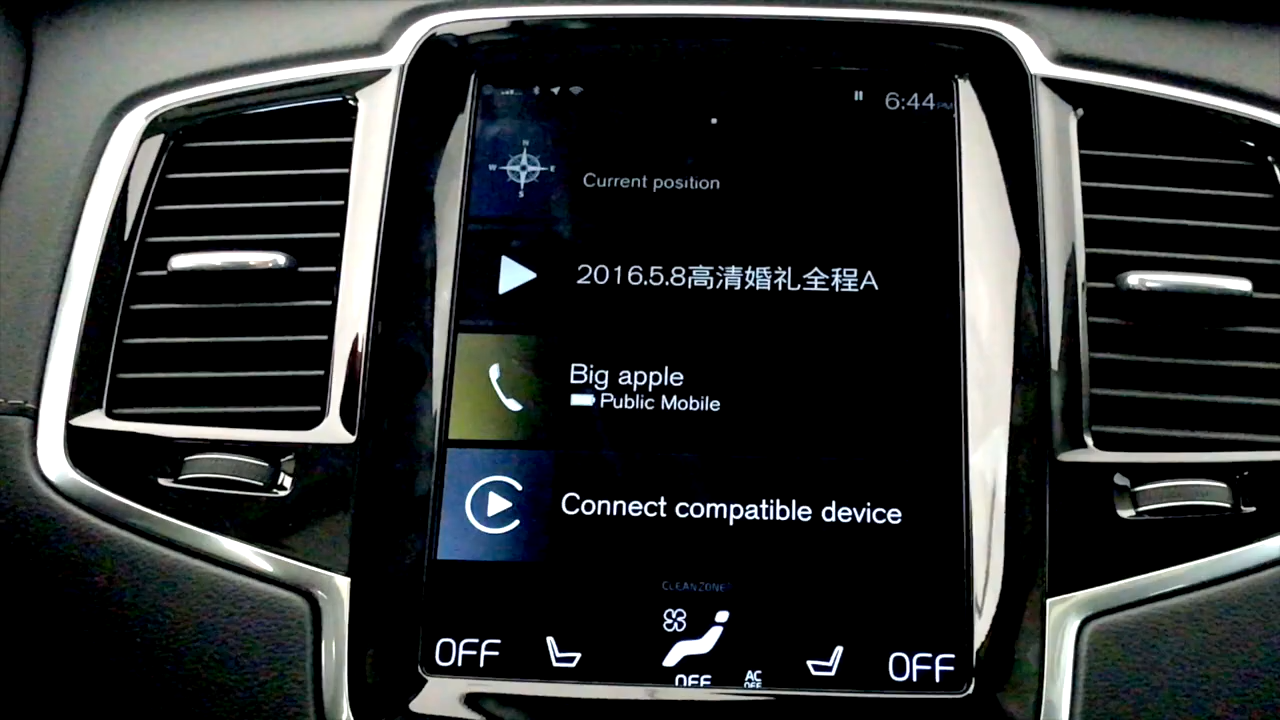 6:44PM
N
W E
S
Current position
2016.5.8高清婚礼全程A
Big apple
Public Mobile
Connect compatible device
CLEANZONE
OFF
OFF
AC
OFF
OFF